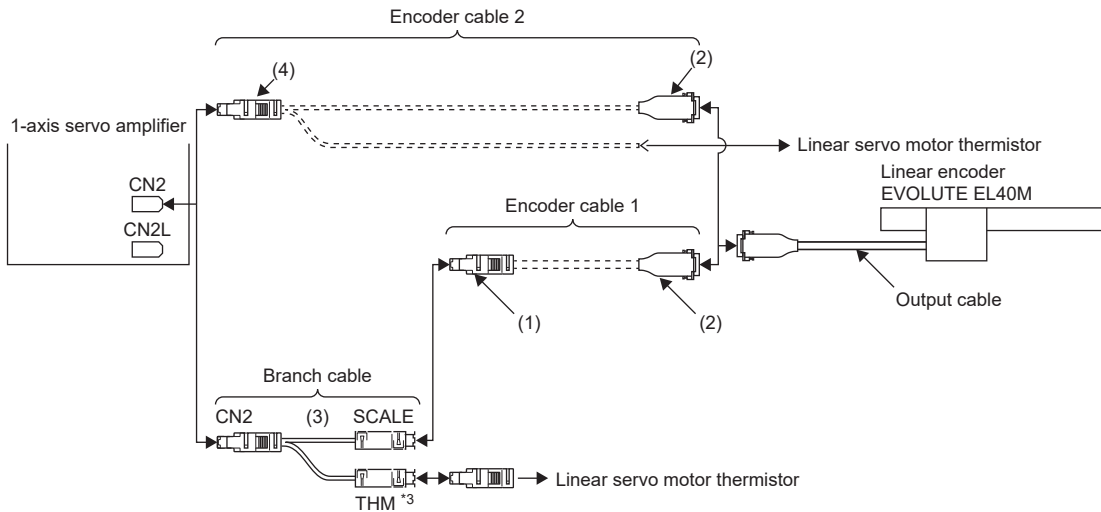 Encoder cable 2
(4)
(2)
1-axis servo amplifier
Linear servo motor thermistor
Linear encoder
EVOLUTE EL40M
CN2
CN2L
Encoder cable 1
Output cable
(1)
(2)
Branch cable
CN2
(3)
SCALE
Linear servo motor thermistor
THM *3